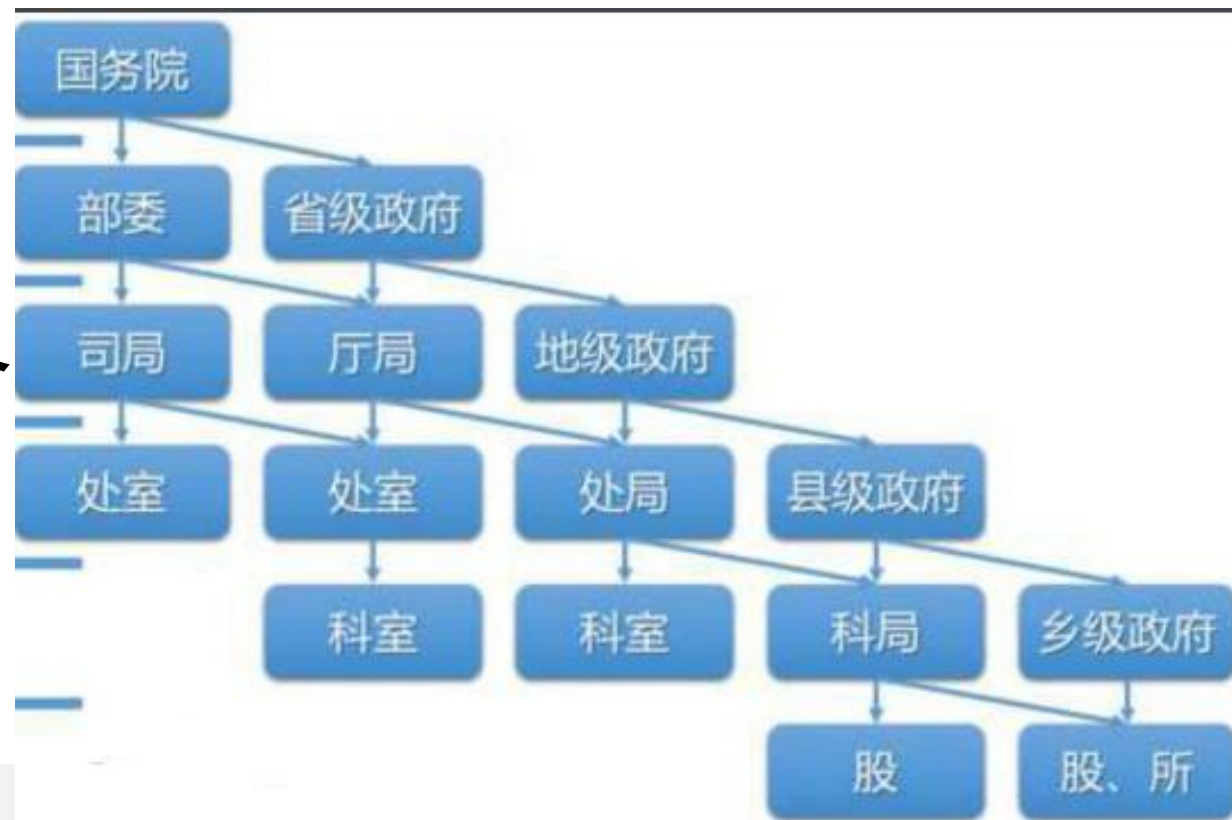 国务院
部委 省级政府
司局 厅局 地级政府
处室 处室 处局 县级政府
科室 科室 科局 乡级政府
股 股、所